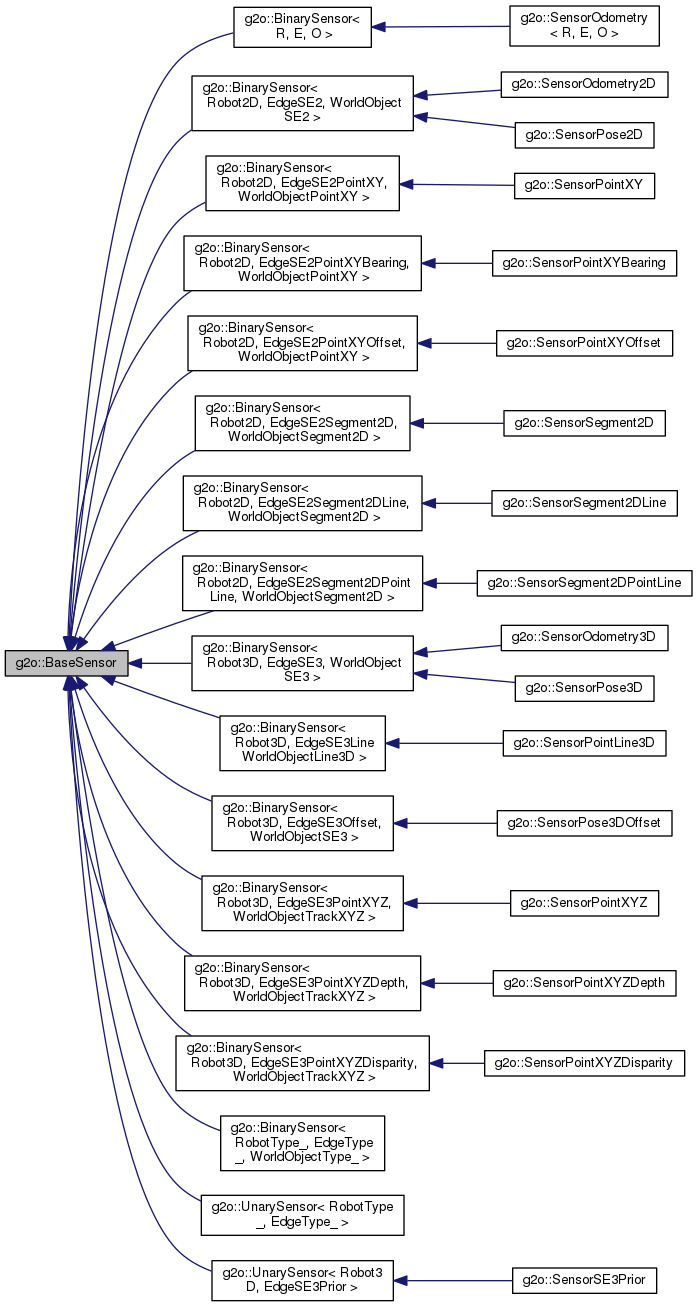 g2o::BinarySensor<
R, E, O >
g2o::SensorOdometry
< R, E, O >
g2o::BinarySensor<
Robot2D, EdgeSE2, WorldObject
SE2 >
g2o::SensorOdometry2D
g2o::SensorPose2D
g2o::BinarySensor<
Robot2D, EdgeSE2PointXY,
WorldObjectPointXY >
g2o::SensorPointXY
g2o::BinarySensor<
Robot2D, EdgeSE2PointXYBearing,
WorldObjectPointXY >
g2o::SensorPointXYBearing
g2o::BinarySensor<
Robot2D, EdgeSE2PointXYOffset,
WorldObjectPointXY >
g2o::SensorPointXYOffset
g2o::BinarySensor<
Robot2D, EdgeSE2Segment2D,
WorldObjectSegment2D >
g2o::SensorSegment2D
g2o::BinarySensor<
Robot2D, EdgeSE2Segment2DLine,
WorldObjectSegment2D >
g2o::SensorSegment2DLine
g2o::BinarySensor<
Robot2D, EdgeSE2Segment2DPoint
Line, WorldObjectSegment2D >
g2o::SensorSegment2DPointLine
g2o::BaseSensor
g2o::BinarySensor<
Robot3D, EdgeSE3, WorldObject
SE3 >
g2o::SensorOdometry3D
g2o::SensorPose3D
g2o::BinarySensor<
Robot3D, EdgeSE3Line
WorldObjectLine3D >
g2o::SensorPointLine3D
g2o::BinarySensor<
Robot3D, EdgeSE3Offset,
WorldObjectSE3 >
g2o::SensorPose3DOffset
g2o::BinarySensor<
Robot3D, EdgeSE3PointXYZ,
WorldObjectTrackXYZ >
g2o::SensorPointXYZ
g2o::BinarySensor<
Robot3D, EdgeSE3PointXYZDepth,
WorldObjectTrackXYZ >
g2o::SensorPointXYZDepth
g2o::BinarySensor<
Robot3D, EdgeSE3PointXYZDisparity,
WorldObjectTrackXYZ >
g2o::SensorPointXYZDisparity
g2o::BinarySensor<
RobotType_, EdgeType
_, WorldObjectType_ >
g2o::UnarySensor< RobotType
_, EdgeType_ >
g2o::UnarySensor< Robot3
D, EdgeSE3Prior >
g2o::SensorSE3Prior